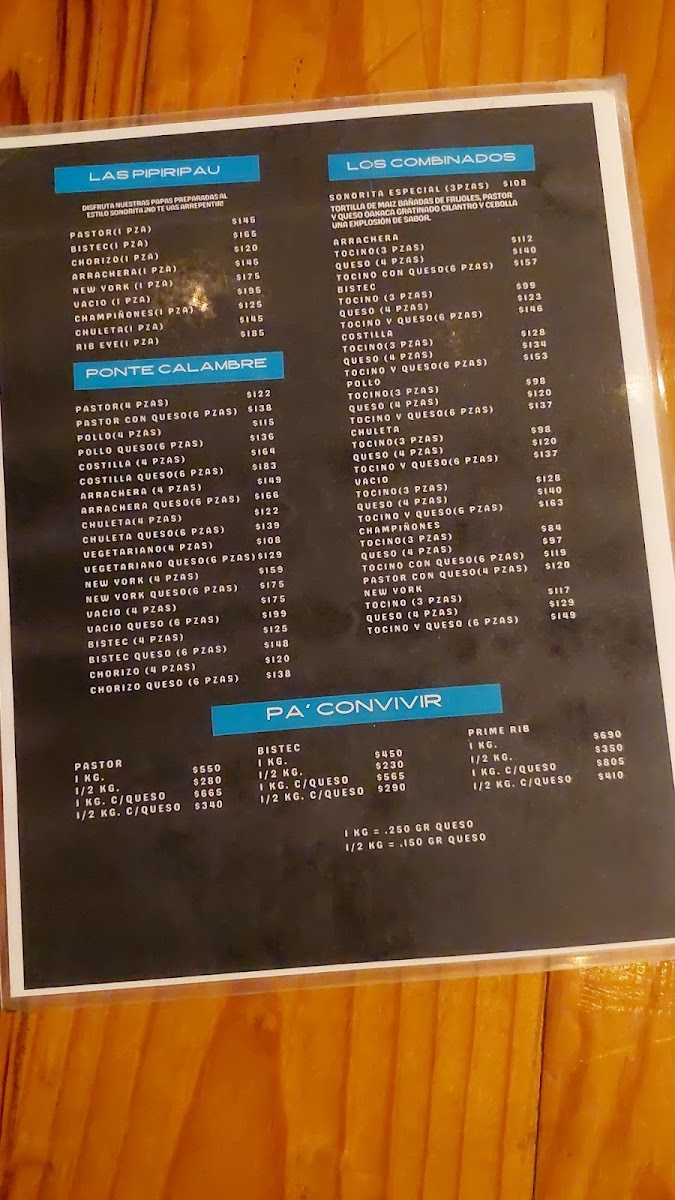 LAS PIPIRIPAU
DISFRUTA NUESTRAS PAPAS PREPARADAS AL
ESTILO SONORITA ¡NO TE VAS ARREPENTIR!
PASTOR(1 PZA) $145
BISTEC(1 PZA) $165
CHORIZO(1 PZA) $120
ARRACHERA(1 PZA) $145
NEW YORK (1 PZA) $175
VACIO (1 PZA) $195
CHAMPIÑONES(1 PZA) $125
CHULETA(1 PZA) $145
RIB EYE(1 PZA) $185
PONTE CALAMBRE
PASTOR(4 PZAS) $122
PASTOR CON QUESO(6 PZAS) $138
POLLO(4 PZAS) $115
POLLO QUESO(6 PZAS) $136
COSTILLA (4 PZAS) $164
COSTILLA QUESO(6 PZAS) $183
ARRACHERA (4 PZAS) $149
ARRACHERA QUESO(6 PZAS) $166
CHULETA(4 PZAS) $122
CHULETA QUESO(6 PZAS) $139
VEGETARIANO(4 PZAS) $108
VEGETARIANO QUESO(6 PZAS) $129
NEW YORK (4 PZAS) $159
NEW YORK QUESO(6 PZAS) $175
VACIO (4 PZAS) $175
VACIO QUESO (6 PZAS) $199
BISTEC (4 PZAS) $125
BISTEC QUESO (6 PZAS) $148
CHORIZO (4 PZAS) $120
CHORIZO QUESO (6 PZAS) $138
LOS COMBINADOS
SONORITA ESPECIAL (3PZAS) $108
TORTILLA DE MAIZ BAÑADAS DE FRIJOLES, PASTOR
Y QUESO OAXACA GRATINADO CILANTRO Y CEBOLLA
UNA EXPLOSIÓN DE SABOR.
ARRACHERA
TOCINO(3 PZAS) $112
QUESO (4 PZAS) $140
TOCINO CON QUESO(6 PZAS) $157
BISTEC
TOCINO (3 PZAS) $99
QUESO (4 PZAS) $123
TOCINO Y QUESO(6 PZAS) $146
COSTILLA
TOCINO(3 PZAS) $128
QUESO (4 PZAS) $134
TOCINO Y QUESO(6 PZAS) $153
POLLO
TOCINO(3 PZAS) $98
QUESO (4 PZAS) $120
TOCINO Y QUESO(6 PZAS) $137
CHULETA
TOCINO(3 PZAS) $98
QUESO (4 PZAS) $120
TOCINO Y QUESO(6 PZAS) $137
VACIO
TOCINO(3 PZAS) $128
QUESO (4 PZAS) $140
TOCINO Y QUESO(6 PZAS) $163
CHAMPIÑONES
TOCINO(3 PZAS) $84
QUESO (4 PZAS) $97
TOCINO CON QUESO(6 PZAS) $119
PASTOR CON QUESO(4 PZAS) $120
NEW YORK
TOCINO (3 PZAS) $117
QUESO (4 PZAS) $129
TOCINO Y QUESO (6 PZAS) $149
PA´ CONVIVIR
PASTOR
1 KG. $550
1/2 KG. $280
1 KG. C/QUESO $665
1/2 KG. C/QUESO $340
BISTEC
1 KG. $450
1/2 KG. $230
1 KG. C/QUESO $565
1/2 KG. C/QUESO $290
PRIME RIB
1 KG. $690
1/2 KG. $350
1 KG. C/QUESO $805
1/2 KG. C/QUESO $410
1 KG = .250 GR QUESO
1/2 KG = .150 GR QUESO